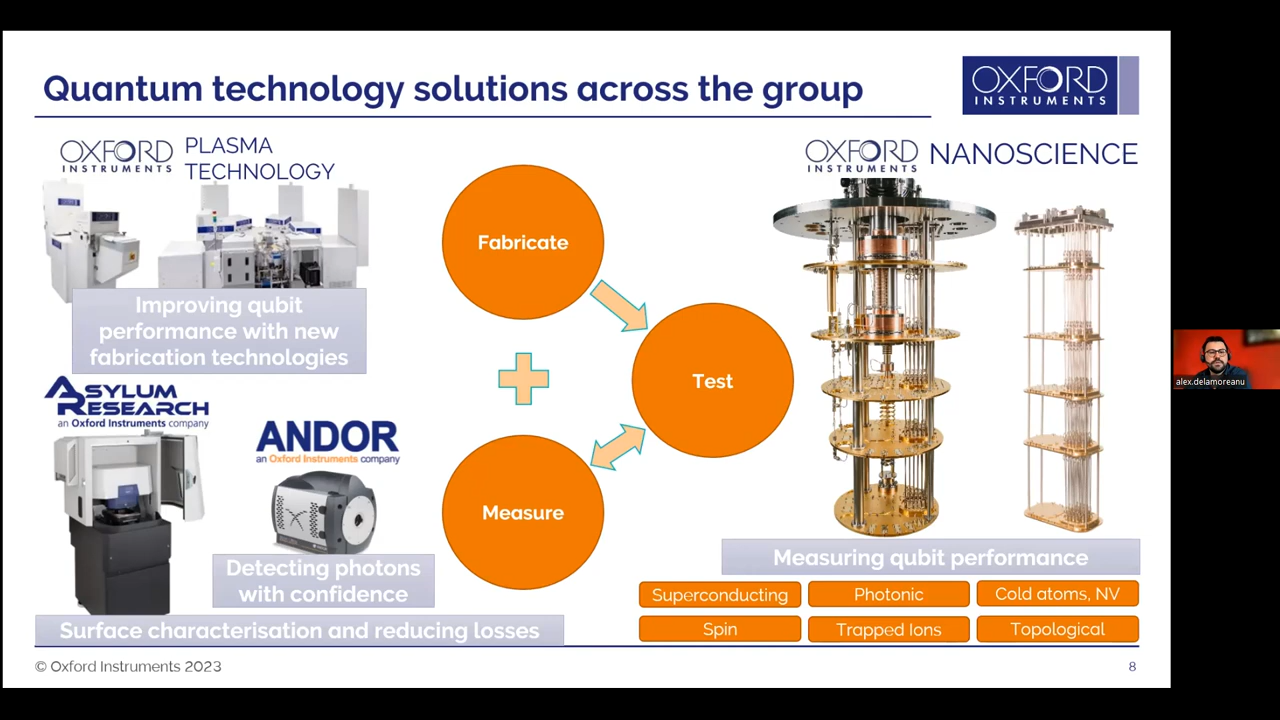 Quantum technology solutions across the group
OXFORD
INSTRUMENTS
OXFORD
INSTRUMENTS
PLASMA
TECHNOLOGY
Improving qubit
performance with new
fabrication technologies
ASYLUM
RESEARCH
an Oxford Instruments company
ANDOR
an Oxford Instruments company
Detecting photons
with confidence
Surface characterisation and reducing losses
Fabricate
Test
Measure
OXFORD
INSTRUMENTS
NANOSCIENCE
Measuring qubit performance
Superconducting
Photonic
Cold atoms, NV
Spin
Trapped Ions
Topological
© Oxford Instruments 2023
8
alex.delamoreanu